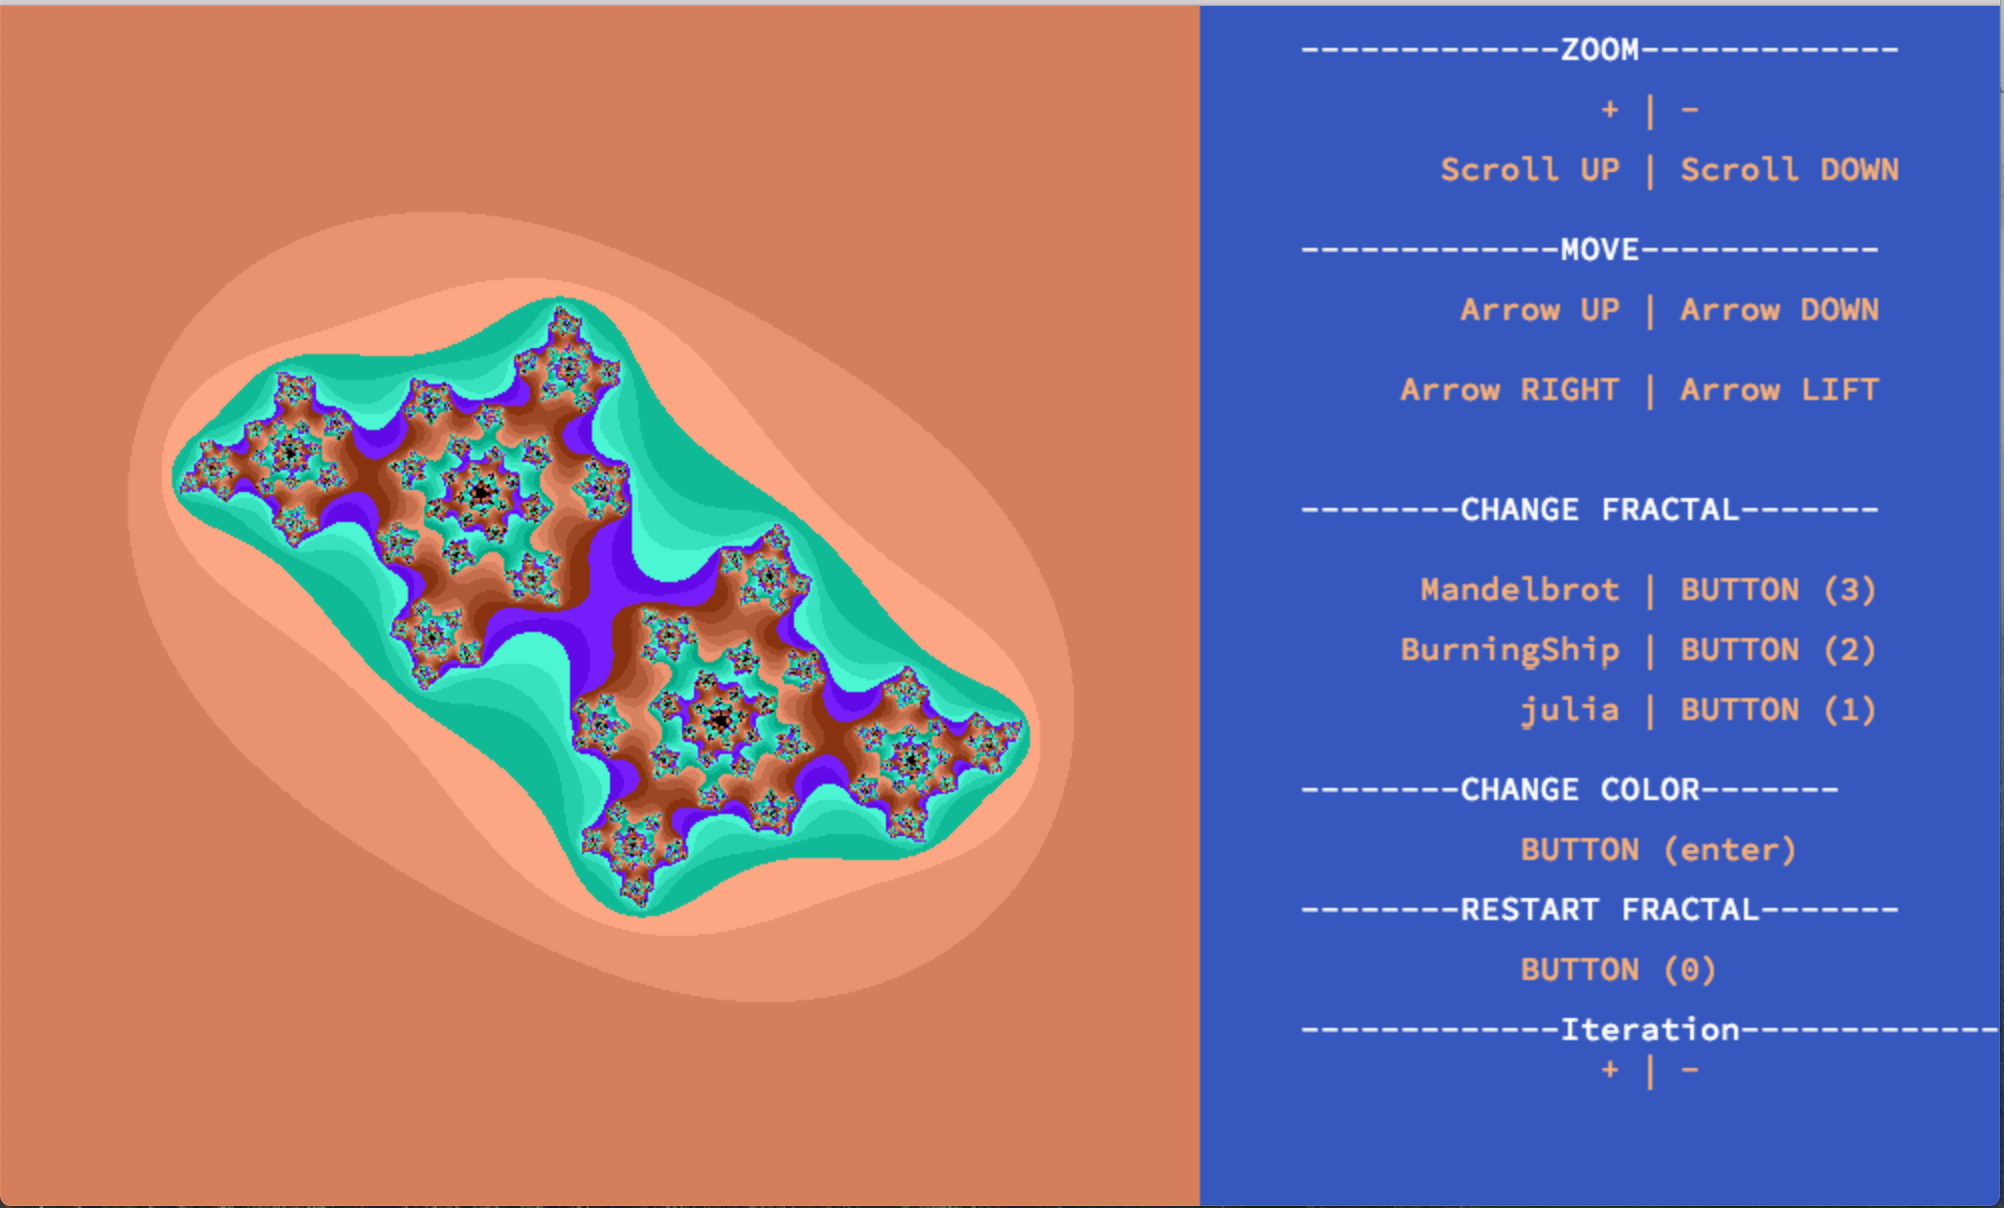 -------------ZOOM-------------
+ | -
Scroll UP | Scroll DOWN
-------------MOVE------------
Arrow UP | Arrow DOWN
Arrow RIGHT | Arrow LIFT
--------CHANGE FRACTAL-------
Mandelbrot | BUTTON (3)
BurningShip | BUTTON (2)
julia | BUTTON (1)
--------CHANGE COLOR-------
BUTTON (enter)
--------RESTART FRACTAL-------
BUTTON (0)
-------------Iteration-------------
+ | -